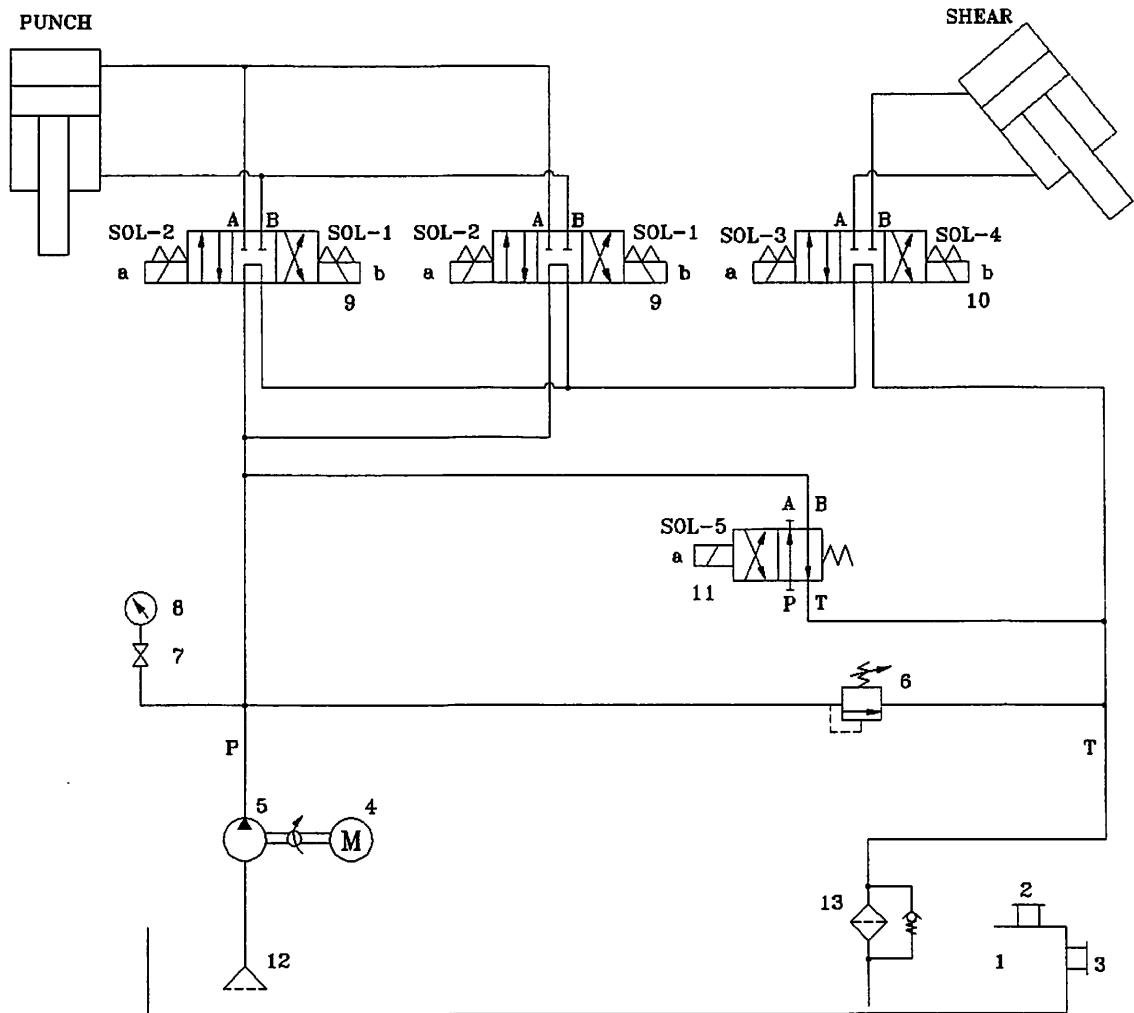 PUNCH
SHEAR
A B
A B
A B
SOL-2 SOL-1
SOL-2 SOL-1
SOL-3 SOL-4
a b
a b
a b
9
9
10
A B
SOL-5
a
11
P T
8
7
6
P
T
5
4
M
13
2
12
1
3